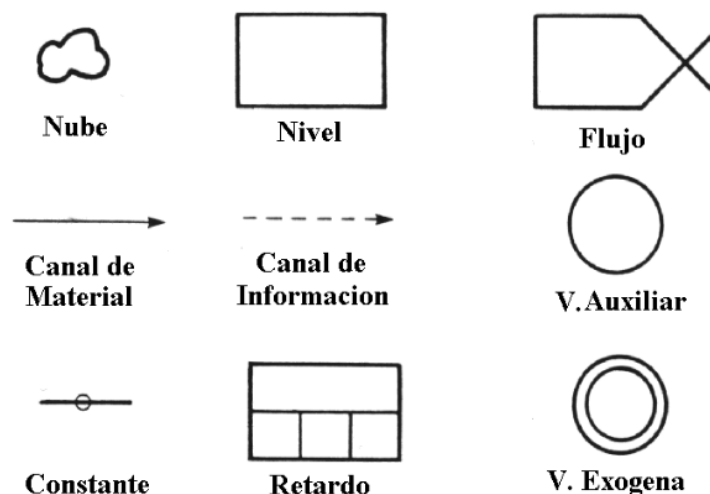 Nube
Nivel
Flujo
Canal de
Material
Canal de
Informacion
V. Auxiliar
Constante
Retardo
V. Exogena